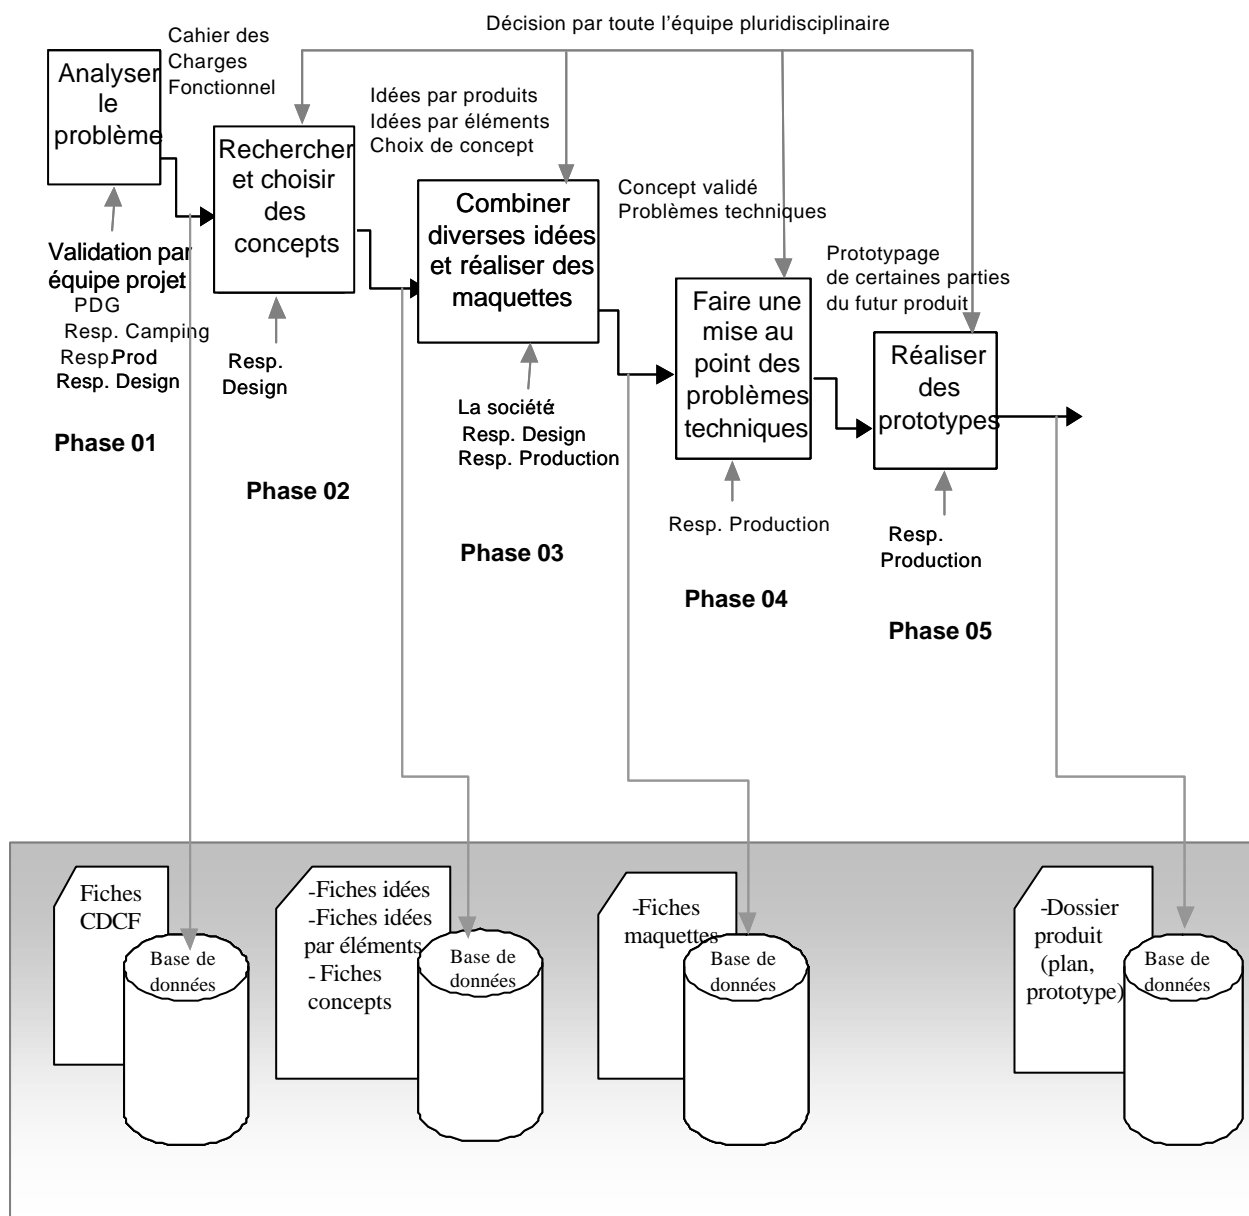 Décision par toute l'équipe pluridisciplinaire
Cahier des
Charges
Fonctionnel
Analyser
le
problème
Idées par produits
Idées par éléments
Choix de concept
Rechercher
et choisir
des
concepts
Concept validé
Problèmes techniques
Combiner
diverses idées
et réaliser des
maquettes
Prototypage
de certaines parties
du futur produit
Faire une
mise au
point des
problèmes
techniques
Réaliser
des
prototypes
Validation par
équipe projet:
PDG
Resp. Camping
Resp.Prod
Resp. Design
Resp.
Design
La société:
Resp. Design
Resp. Production
Resp. Production
Resp.
Production
Phase 01
Phase 02
Phase 03
Phase 04
Phase 05
Fiches
CDCF
Base de
données
-Fiches idées
-Fiches idées
par éléments
- Fiches
concepts
Base de
données
-Fiches
maquettes
Base de
données
-Dossier
produit
(plan,
prototype)
Base de
données